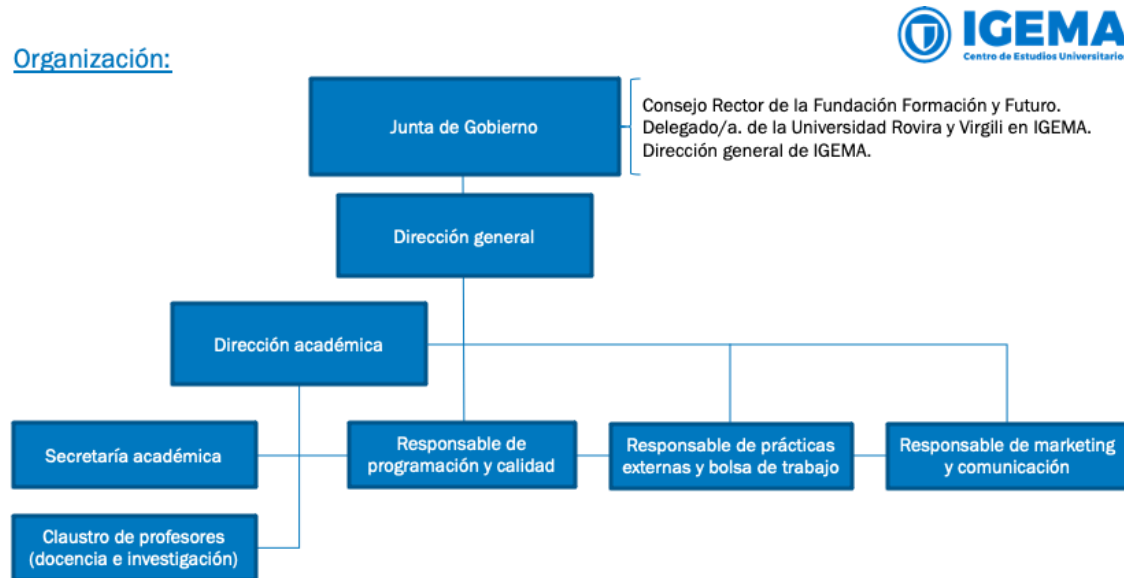 IGEMA
Centro de Estudios Universitario
Organización:
Junta de Gobierno
Consejo Rector de la Fundación Formación y Futuro.
Delegado/a. de la Universidad Rovira y Virgili en IGEMA.
Dirección general de IGEMA.
Dirección general
Dirección académica
Secretaría académica
Responsable de
programación y calidad
Responsable de prácticas
externas y bolsa de trabajo
Responsable de marketing
y comunicación
Claustro de profesores
(docencia e investigación)